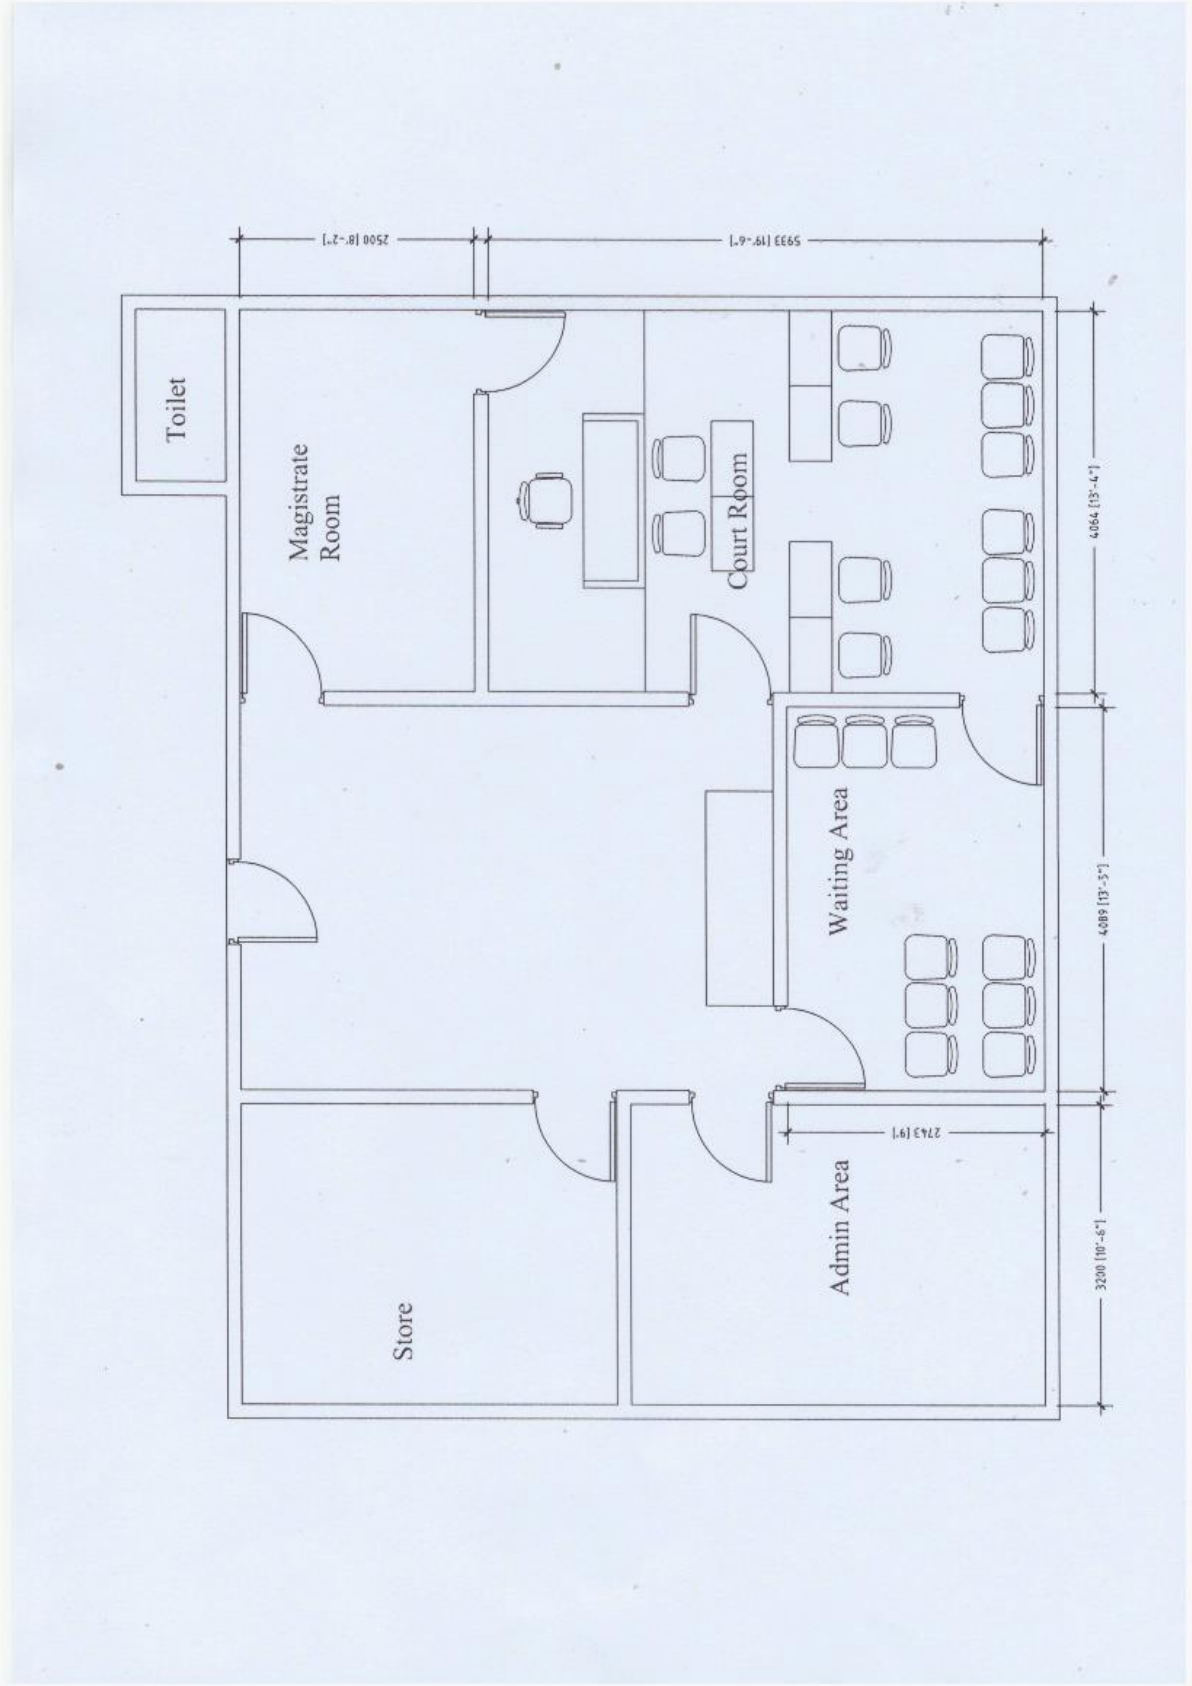 2500 [8'-2"]
5933 [19'-6"]
Toilet
Magistrate
Room
Court Room
4064 [13'-4"]
Waiting Area
4089 [13'-5"]
2743 [9']
Store
Admin Area
3200 [10'-6"]